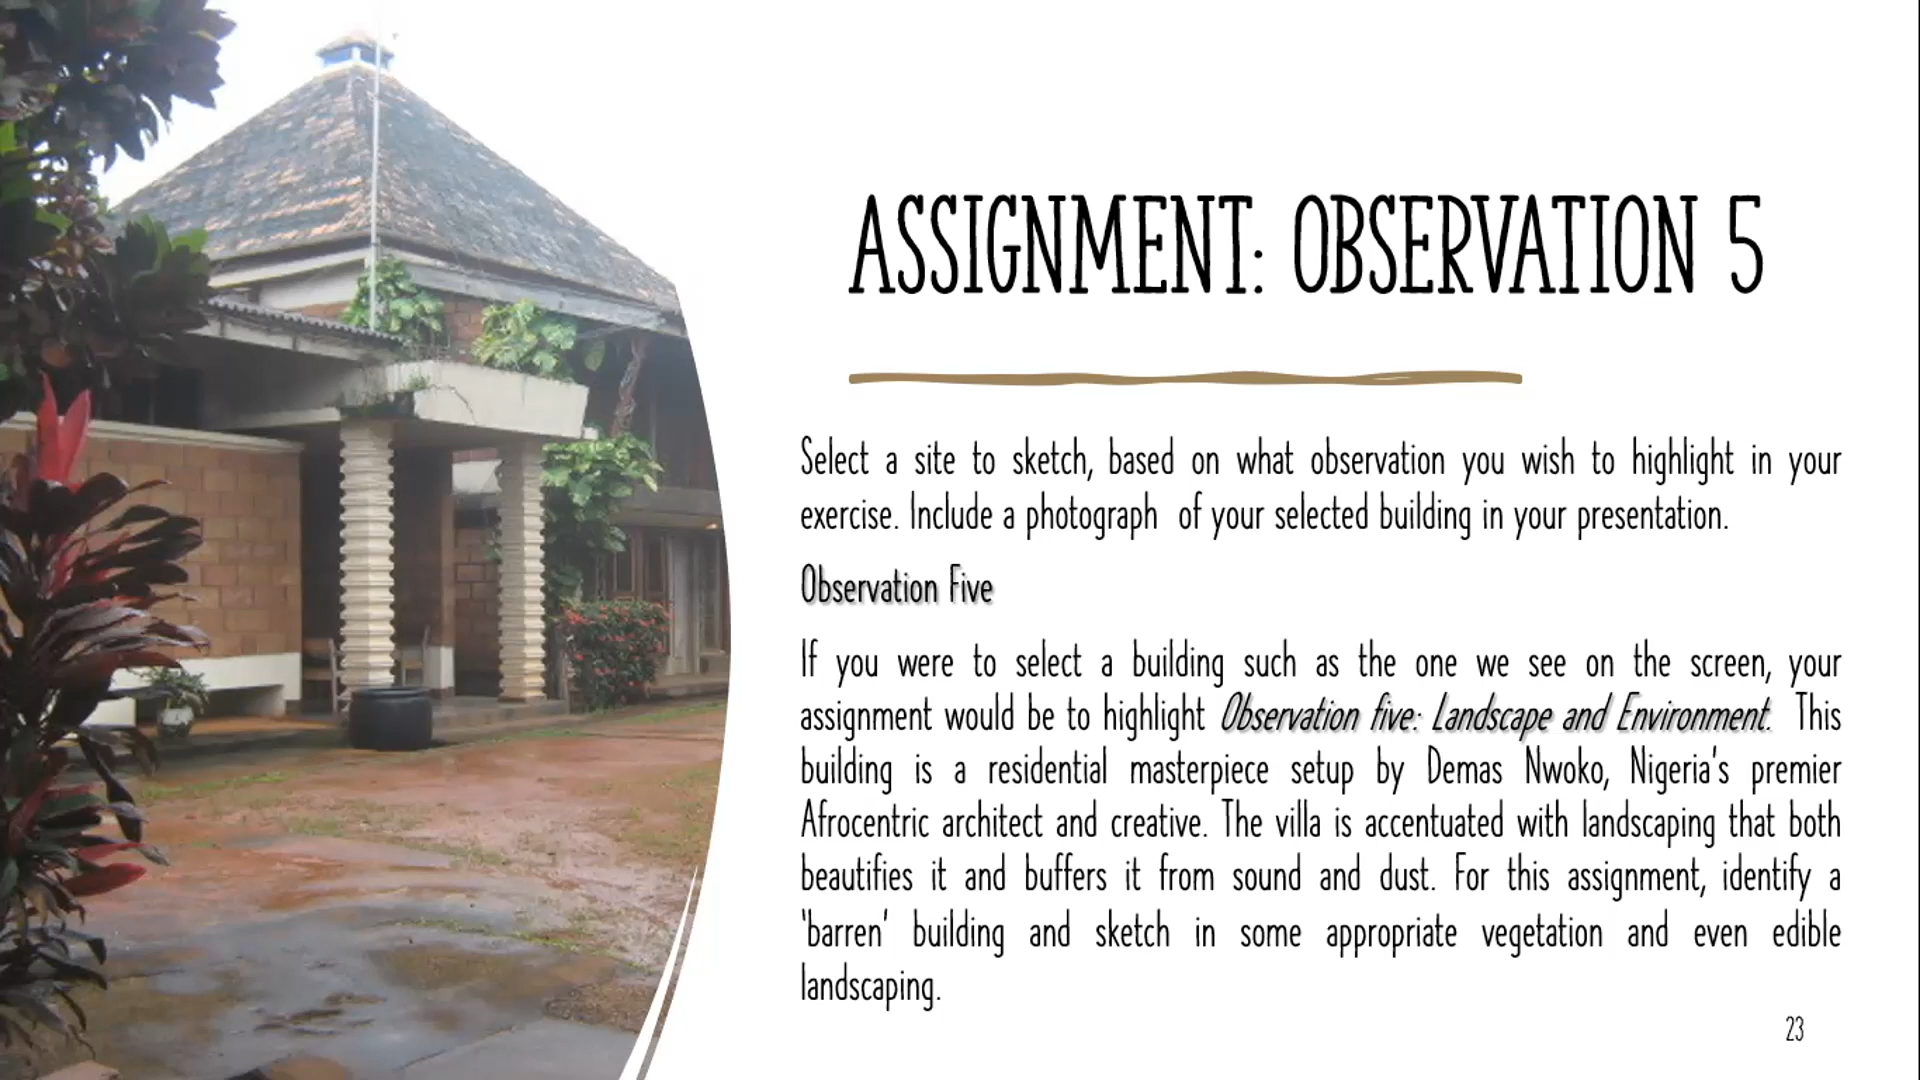 ASSIGNMENT: OBSERVATION 5
Select a site to sketch, based on what observation you wish to highlight in your
exercise. Include a photograph of your selected building in your presentation.
Observation Five
If you were to select a building such as the one we see on the screen, your
assignment would be to highlight Observation five: Landscape and Environment. This
building is a residential masterpiece setup by Demas Nwoko, Nigeria's premier
Afrocentric architect and creative. The villa is accentuated with landscaping that both
beautifies it and buffers it from sound and dust. For this assignment, identify a
'barren' building and sketch in some appropriate vegetation and even edible
landscaping.
23